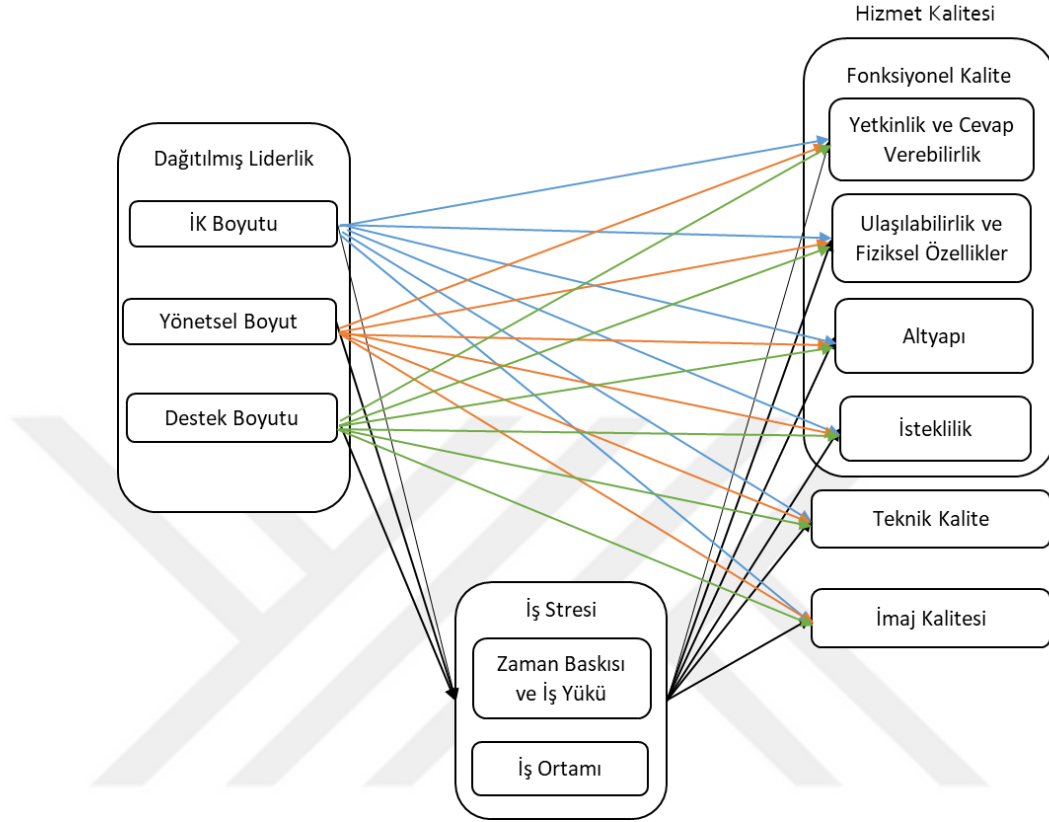 Hizmet Kalitesi
Fonksiyonel Kalite
Yetkinlik ve Cevap
Verebilirlik
Ulaşılabilirlik ve
Fiziksel Özellikler
Altyapı
İsteklilik
Teknik Kalite
İmaj Kalitesi
Dağıtılmış Liderlik
İK Boyutu
Yönetsel Boyut
Destek Boyutu
İş Stresi
Zaman Baskısı
ve İş Yükü
İş Ortamı